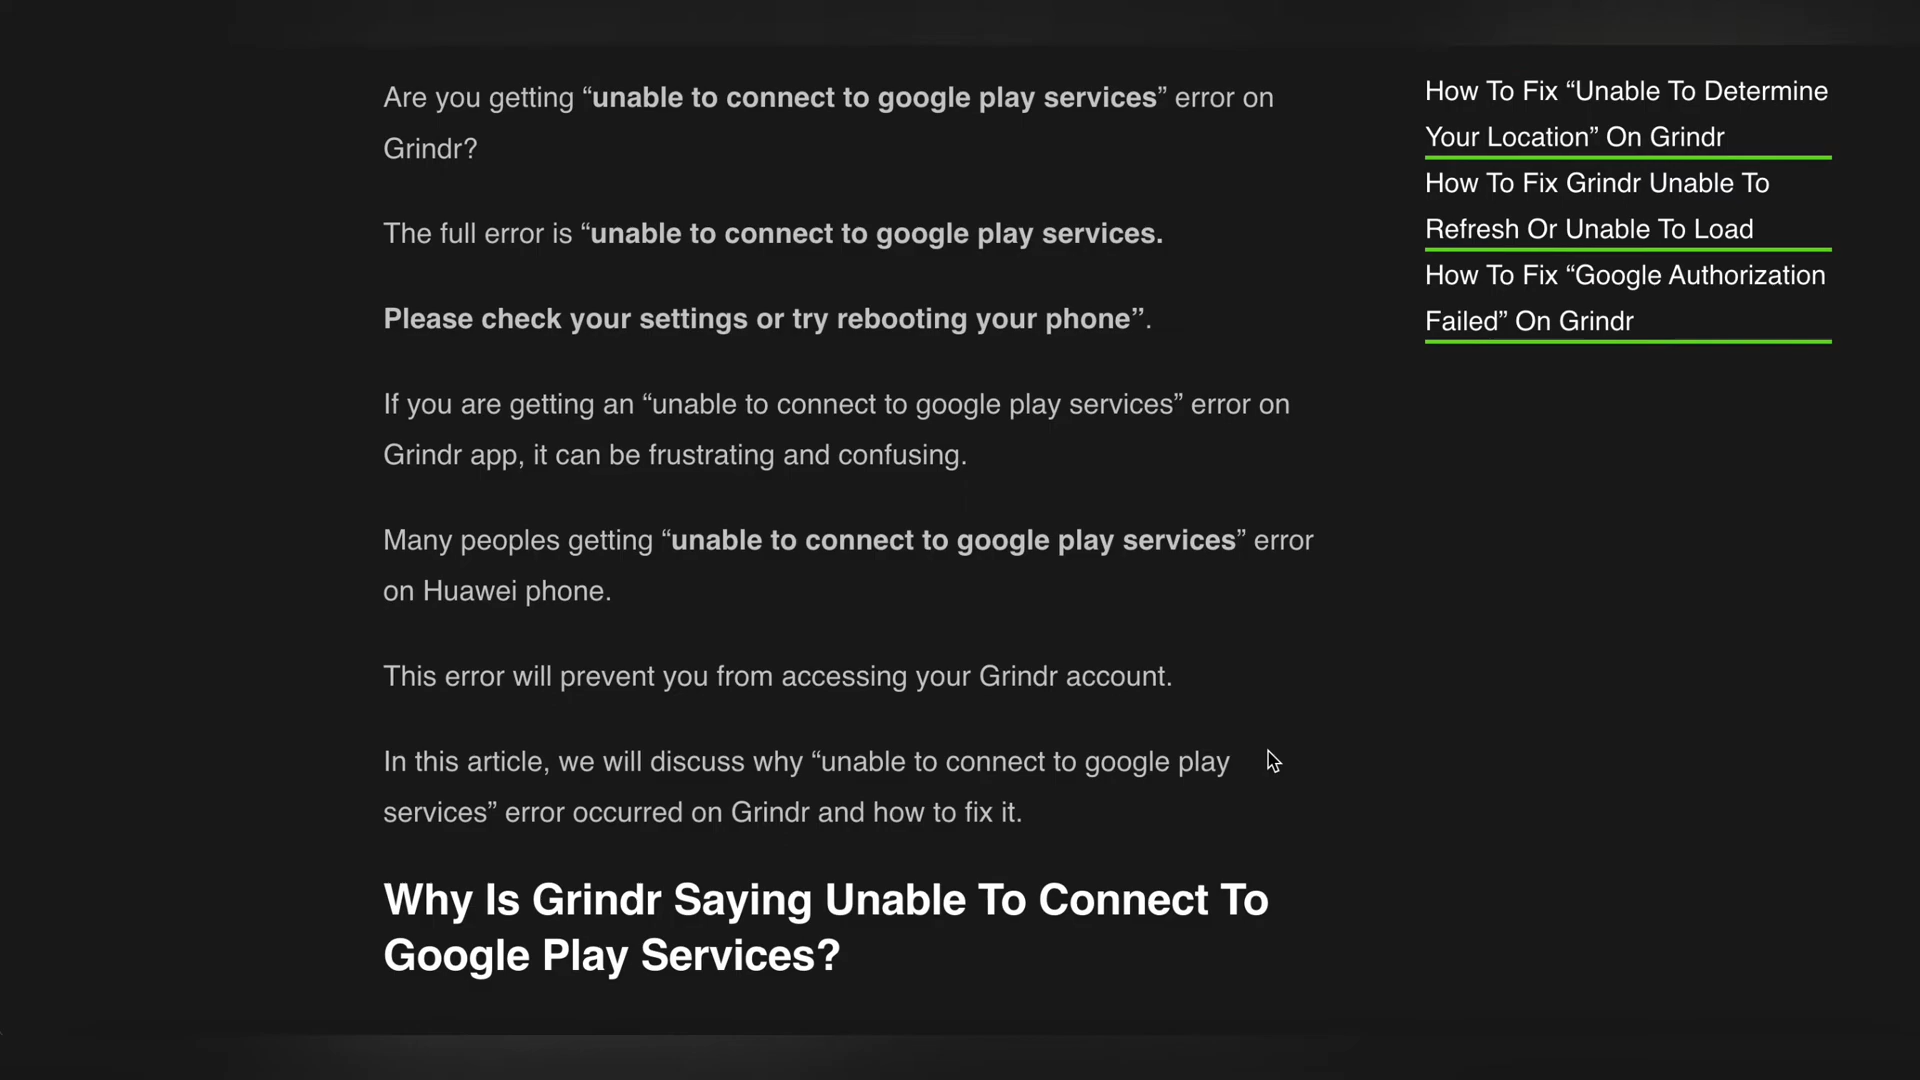 Are you getting “unable to connect to google play services” error on
Grindr?
The full error is “unable to connect to google play services.
Please check your settings or try rebooting your phone”.
If you are getting an “unable to connect to google play services” error on
Grindr app, it can be frustrating and confusing.
Many peoples getting “unable to connect to google play services” error
on Huawei phone.
This error will prevent you from accessing your Grindr account.
In this article, we will discuss why “unable to connect to google play
services” error occurred on Grindr and how to fix it.
Why Is Grindr Saying Unable To Connect To
Google Play Services?
How To Fix “Unable To Determine
Your Location” On Grindr
How To Fix Grindr Unable To
Refresh Or Unable To Load
How To Fix “Google Authorization
Failed” On Grindr